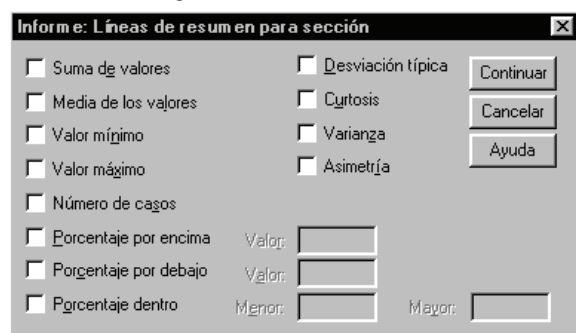 Informe: Líneas de resumen para sección
Suma de valores
Media de los valores
Valor mínimo
Valor máximo
Número de casos
Porcentaje por encima Valor:
Porcentaje por debajo Valor:
Porcentaje dentro Menor: Mayor:
Desviación típica
Curtosis
Varianza
Asimetría
Continuar
Cancelar
Ayuda